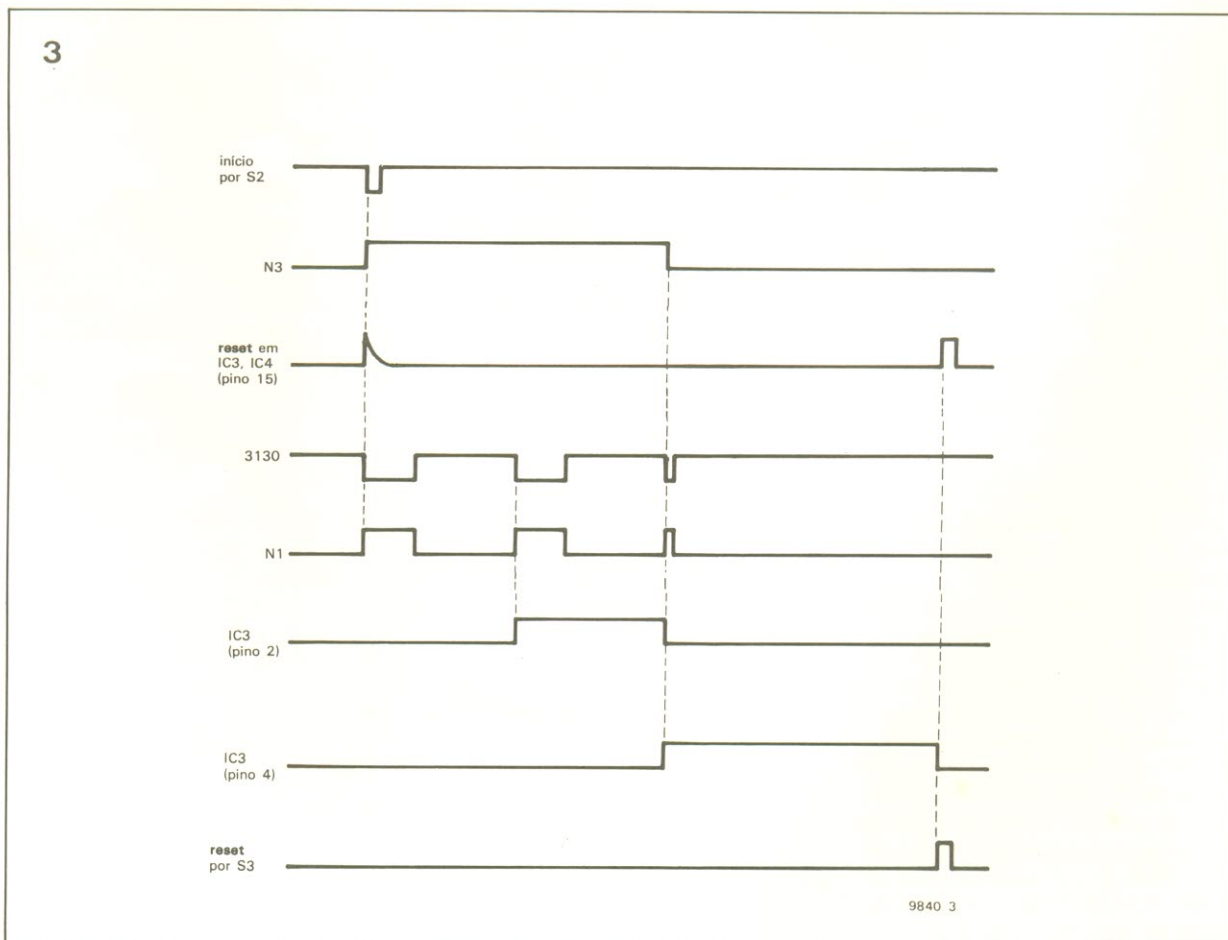 3
início
por S2
N3
reset em
IC3, IC4
(pino 15)
3130
N1
IC3
(pino 2)
IC3
(pino 4)
reset
por S3
9840 3